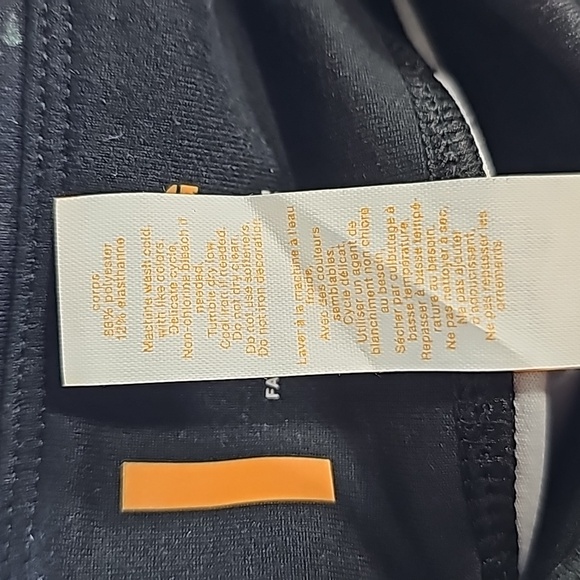 corps
88% polyester
12% élasthanne
Machine wash cold.
with like colors.
Delicate cycle.
Non-chlorine bleach if
needed.
Tumble dry low.
Cool iron if needed.
Do not dry clean.
Do not use softeners.
Do not iron decoration
Laver à la machine à l'eau
froide.
Avec des couleurs
semblables.
Cycle délicat.
Utiliser un agent de
blanchiment non chloré
au besoin.
Sécher par culbutage à
basse température.
Repasser à basse tempé-
rature au besoin.
Ne pas nettoyer à sec.
Ne pas ajouter
d'adoucissant.
Ne pas repasser les
ornements.
FA